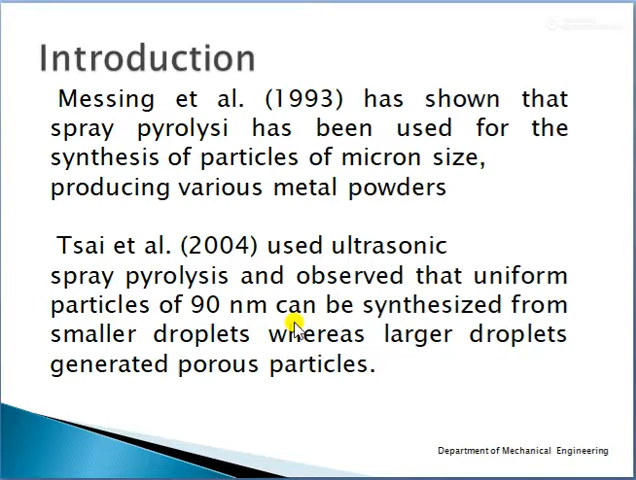 Introduction
Messing et al. (1993) has shown that
spray pyrolysi has been used for the
synthesis of particles of micron size,
producing various metal powders
Tsai et al. (2004) used ultrasonic
spray pyrolysis and observed that uniform
particles of 90 nm can be synthesized from
smaller droplets whereas larger droplets
generated porous particles.
Department of Mechanical Engineering